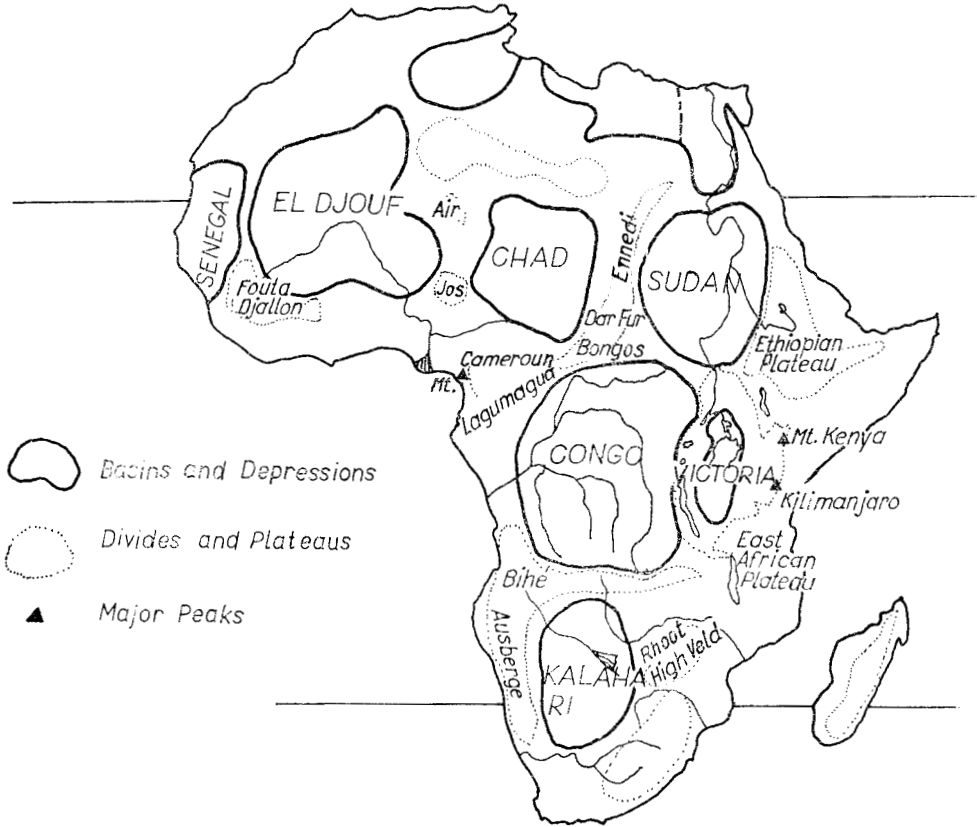 EL DJOUF
SENEGAL
Air
CHAD
Ennedi
SUDAN
Fouta
Djallon
Jos
Dar Fur
Bongos
Ethiopian
Plateau
Cameroun
Mt.
Lagumagua
CONGO
Mt. Kenya
VICTORIA
Kilimanjaro
Basins and Depressions
Divides and Plateaus
Major Peaks
East
African
Plateau
Bihe
Ausberge
KALAHA
RI
High Veld